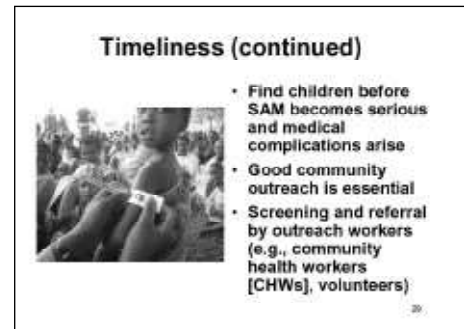 Timeliness (continued)
• Find children before
SAM becomes serious
and medical
complications arise
• Good community
outreach is essential
• Screening and referral
by outreach workers
(e.g., community
health workers
[CHWs], volunteers)